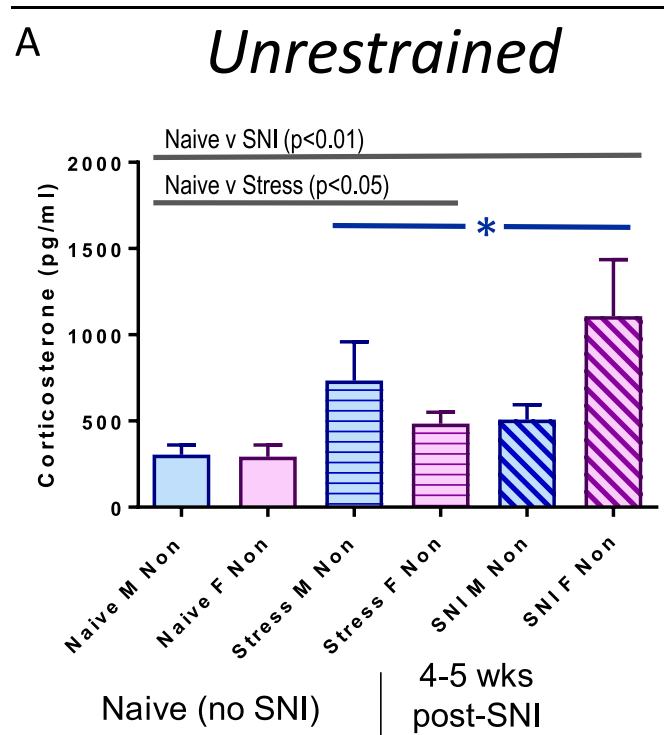 A
Unrestrained
Naive v SNI (p<0.01)
Naive v Stress (p<0.05)
*
Corticosterone (pg/ml)
2000
1500
1000
500
0
Naive M Non
Naive F Non
Stress M Non
Stress F Non
SNI M Non
SNI F Non
Naive (no SNI)
4-5 wks
post-SNI